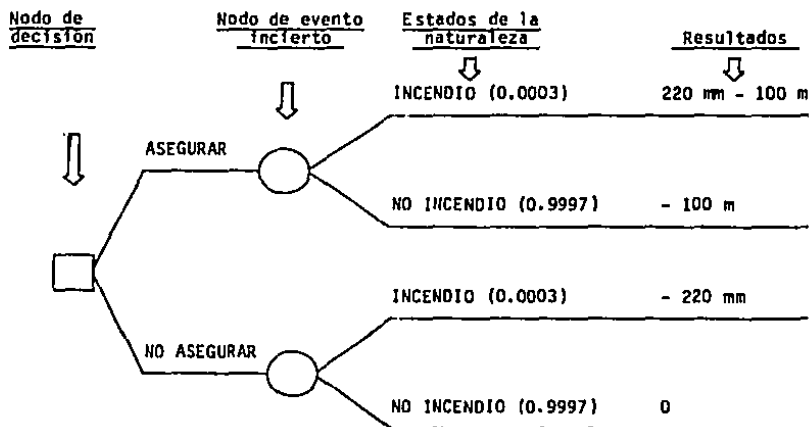 Nodo de
decisión
Nodo de evento
incierto
Estados de la
naturaleza
Resultados
INCENDIO (0.0003) 220 mm - 100 m
ASEGURAR
NO INCENDIO (0.9997) - 100 m
INCENDIO (0.0003) - 220 mm
NO ASEGURAR
NO INCENDIO (0.9997) 0